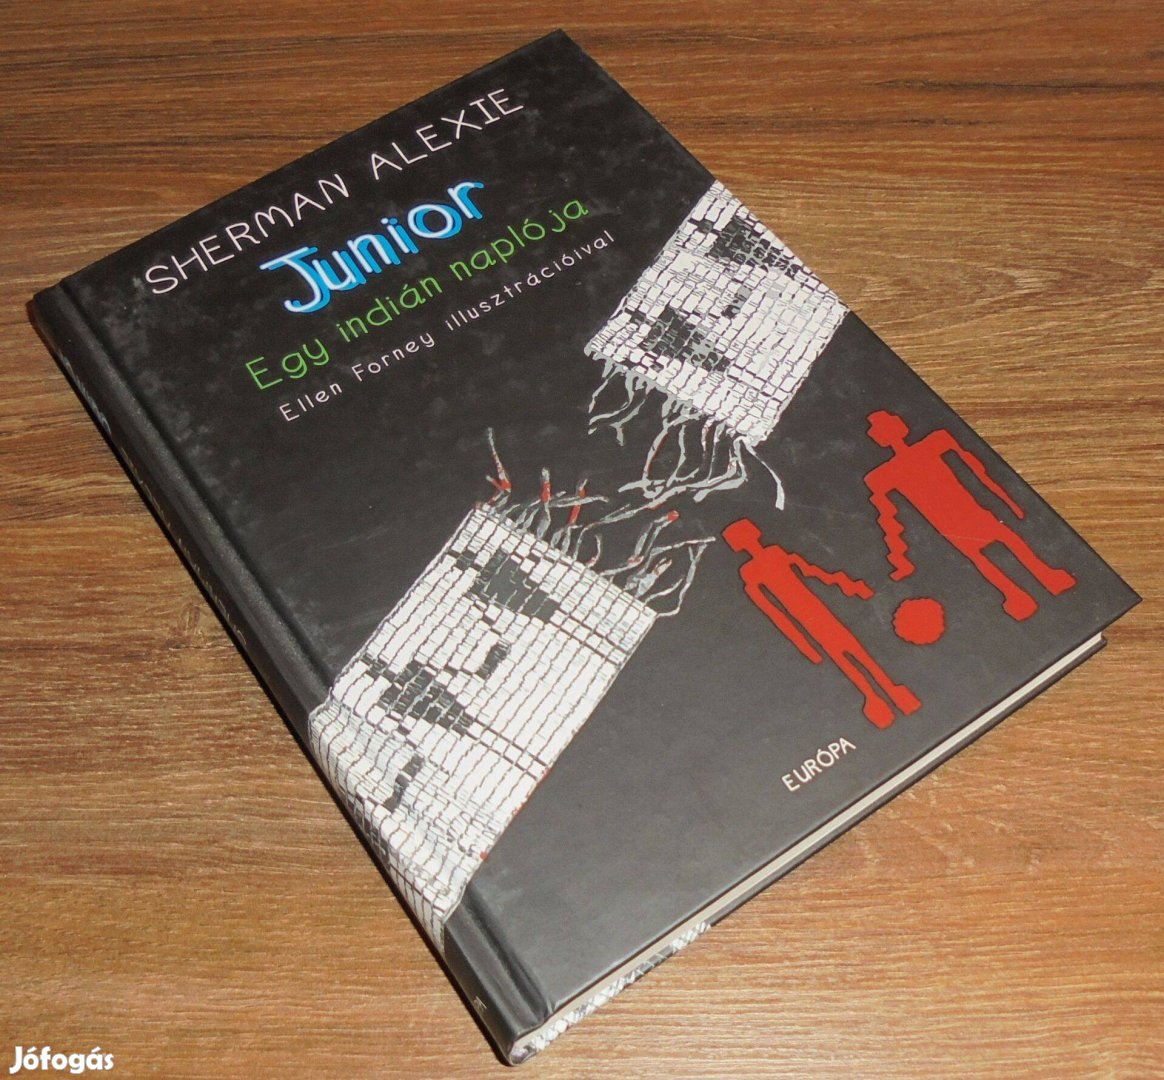 SHERMAN ALEXIE
Junior
Egy indián naplója
Ellen Forney illusztrációival
EURÓPA
Jófogás